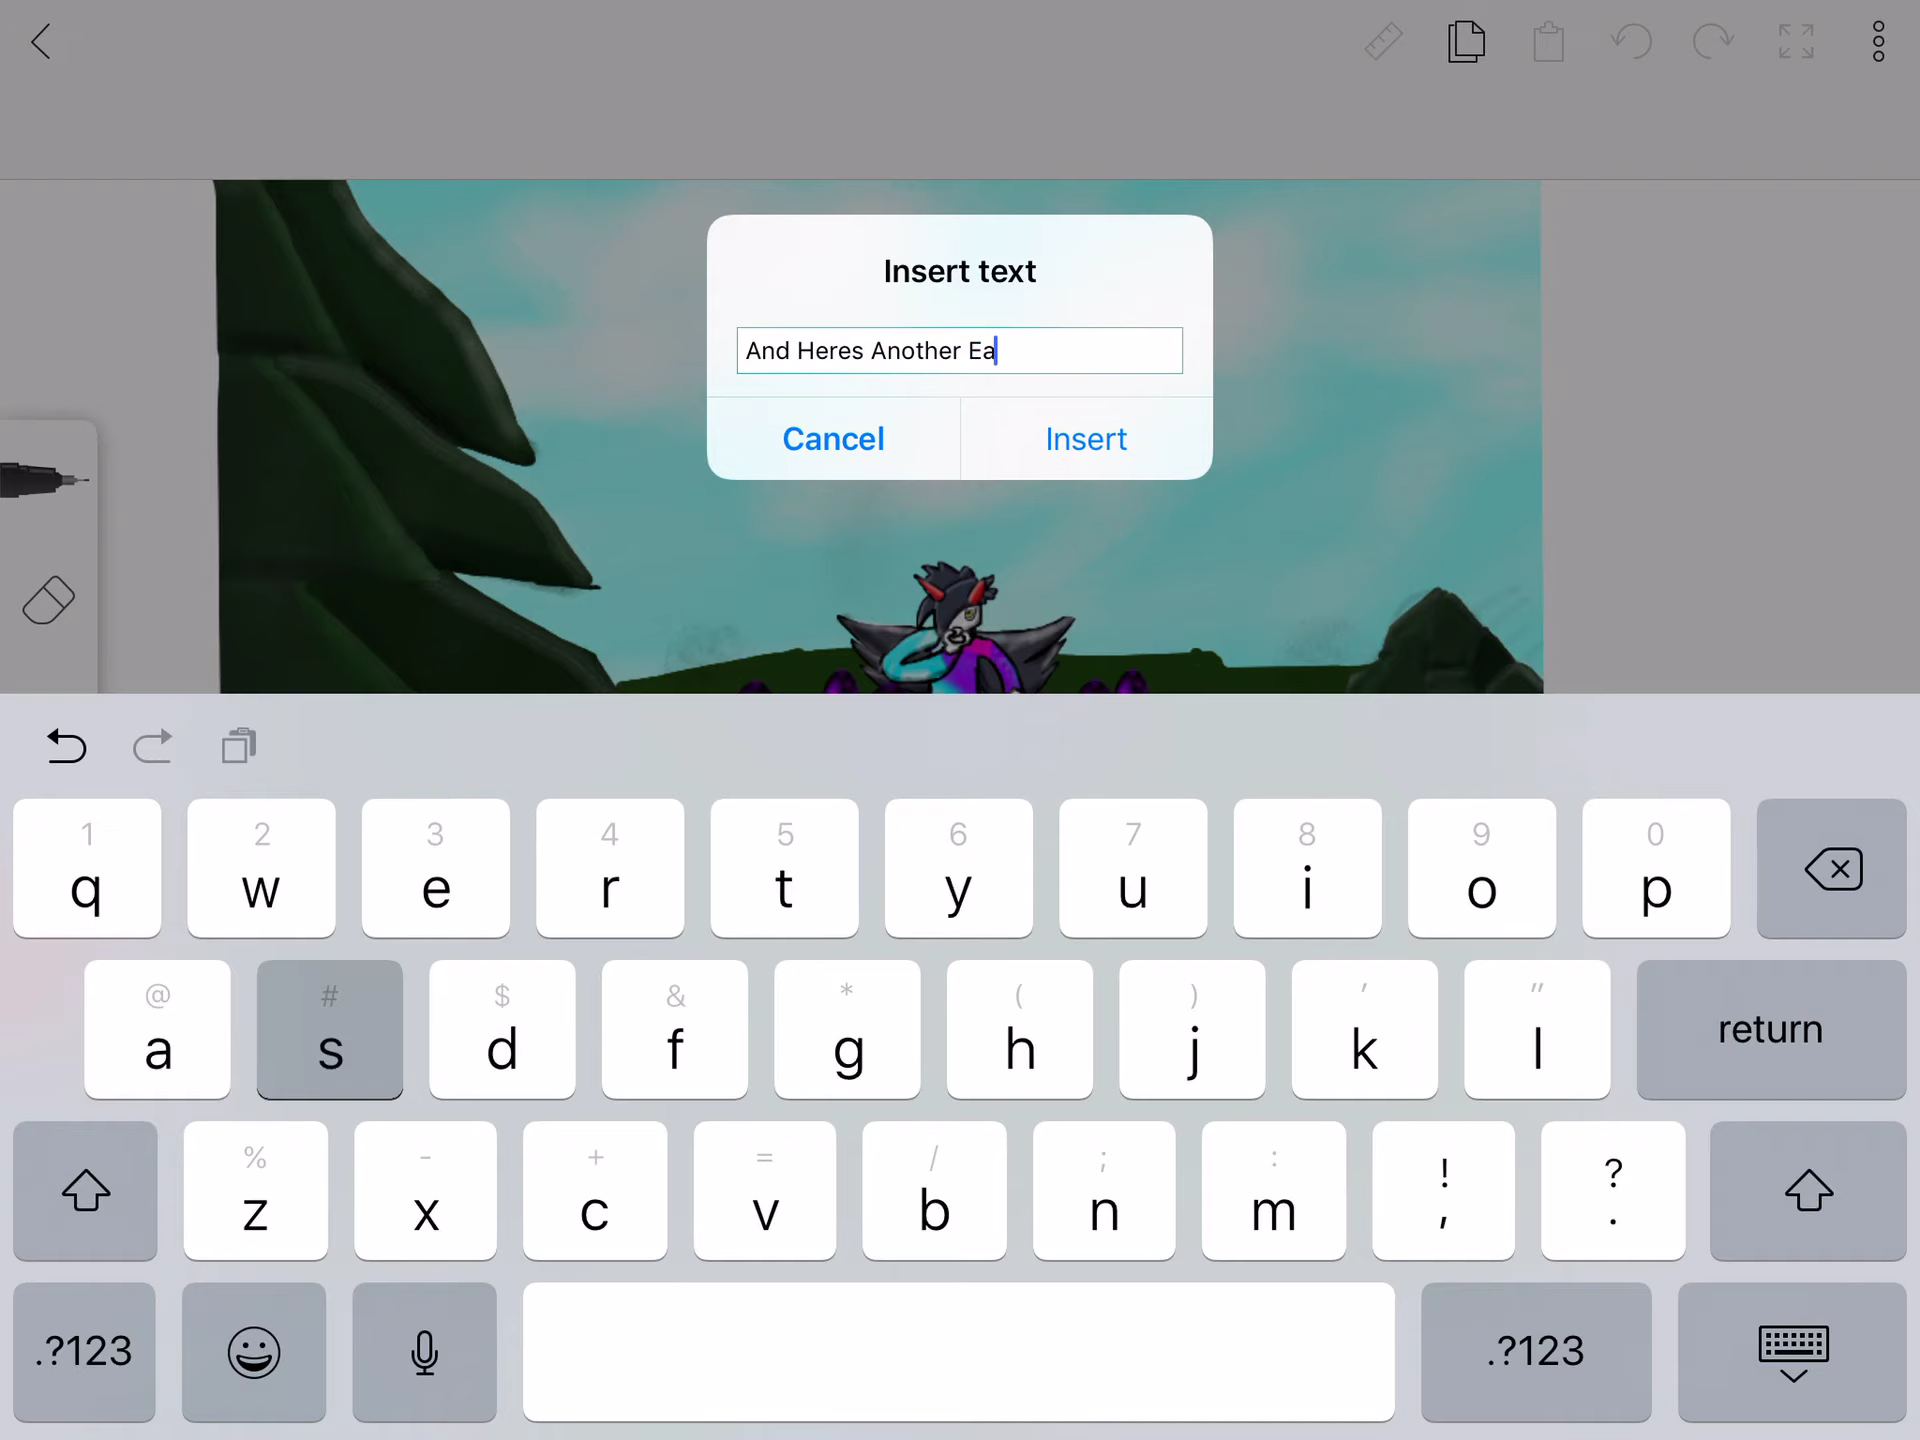 Insert text
And Heres Another Ea
Cancel Insert
1 2 3 4 5 6 7 8 9 0
q w e r t y u i o p
@ # $ & * ( ) ' "
a s d f g h j k l return
% - + = / ; : ! ?
z x c v b n m , .
.?123 .?123